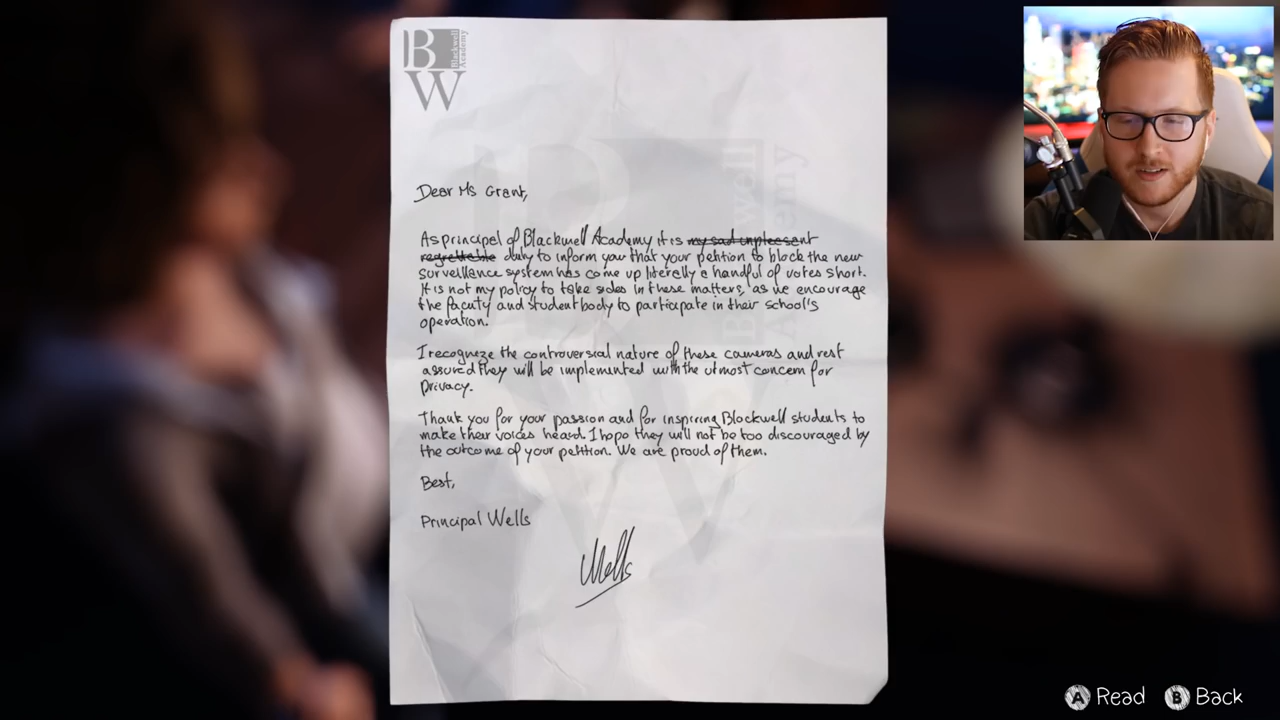 B
W
Blackwell
Academy
Dear Ms Grant,
As principel of Blackwell Academy it is my sad unpleesent
regrettable duty to inform you that your petition to block the new
surveillance system has come up literally a handful of votes short.
It is not my policy to take sides in these matters, as we encourage
the facuty and student body to participate in their school's
operation.
I recogneze the controversial nature of these cameras and rest
assured they will be implemented with the utmost concern for
privacy.
Thank you for your passion and for inspiring Blackwell students to
make their voices heard. I hope they will not be too discouraged by
the outcome of your petition. We are proud of them.
Best,
Principal Wells
Wells
A Read B Back